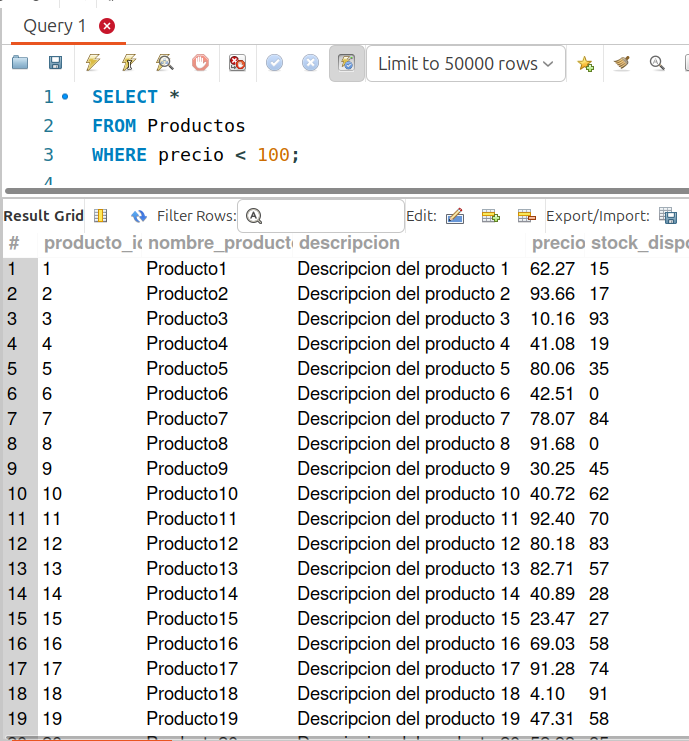 Query 1
Limit to 50000 rows
1 SELECT *
2 FROM Productos
3 WHERE precio < 100;
4
Result Grid Filter Rows: Edit: Export/Import:
# producto_i nombre_product descripcion precio stock_disp
1 1 Producto1 Descripcion del producto 1 62.27 15
2 2 Producto2 Descripcion del producto 2 93.66 17
3 3 Producto3 Descripcion del producto 3 10.16 93
4 4 Producto4 Descripcion del producto 4 41.08 19
5 5 Producto5 Descripcion del producto 5 80.06 35
6 6 Producto6 Descripcion del producto 6 42.51 0
7 7 Producto7 Descripcion del producto 7 78.07 84
8 8 Producto8 Descripcion del producto 8 91.68 0
9 9 Producto9 Descripcion del producto 9 30.25 45
10 10 Producto10 Descripcion del producto 10 40.72 62
11 11 Producto11 Descripcion del producto 11 92.40 70
12 12 Producto12 Descripcion del producto 12 80.18 83
13 13 Producto13 Descripcion del producto 13 82.71 57
14 14 Producto14 Descripcion del producto 14 40.89 28
15 15 Producto15 Descripcion del producto 15 23.47 27
16 16 Producto16 Descripcion del producto 16 69.03 58
17 17 Producto17 Descripcion del producto 17 91.28 74
18 18 Producto18 Descripcion del producto 18 4.10 91
19 19 Producto19 Descripcion del producto 19 47.31 58